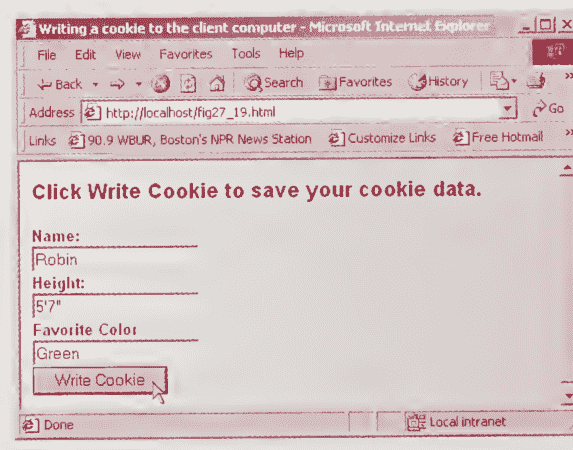 Writing a cookie to the client computer - Microsoft Internet Explorer
File Edit View Favorites Tools Help
Back Search Favorites History
Address http://localhost/fig27_19.html Go
Links 90.9 WBUR, Boston's NPR News Station Customize Links Free Hotmail
Click Write Cookie to save your cookie data.
Name:
Robin
Height:
5'7"
Favorite Color
Green
Write Cookie
Done Local intranet